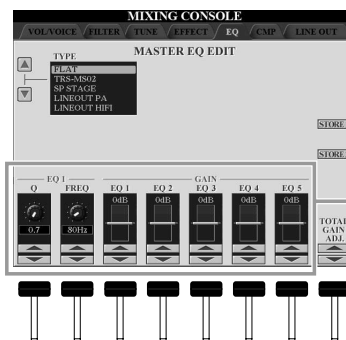 MIXING CONSOLE
VOL/VOICE FILTER TUNE EFFECT EQ CMP LINE OUT
MASTER EQ EDIT
TYPE
FLAT
TRS-MS02
SP STAGE
LINEOUT PA
LINEOUT HIFI
STORE
STORE
EQ 1 GAIN
Q FREQ EQ 1 EQ 2 EQ 3 EQ 4 EQ 5
0dB 0dB 0dB 0dB 0dB
0.7 80Hz
TOTAL
GAIN
ADJ.